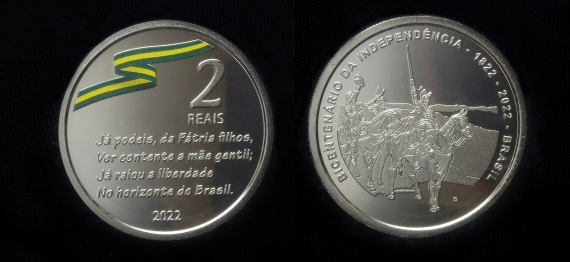 2
REAIS
Já podeis, da Pátria filhos,
Ver contente a mãe gentil;
Já raiou a liberdade
No horizonte do Brasil.
2022
BICENTENÁRIO DA INDEPENDÊNCIA - 1822 - 2022 - BRASIL